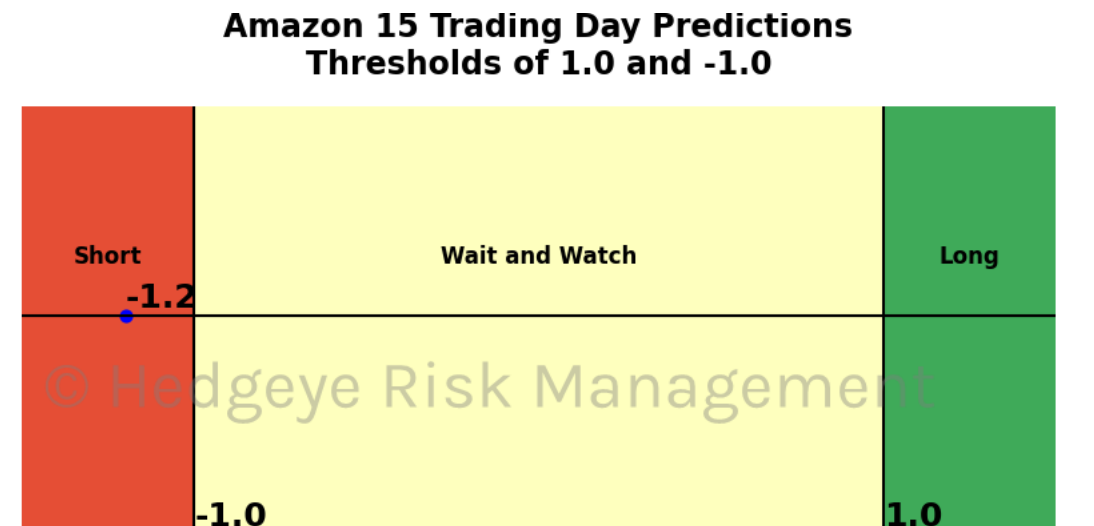 Amazon 15 Trading Day Predictions
Thresholds of 1.0 and -1.0
Short
Wait and Watch
Long
-1.2
© Hedgeye Risk Management
-1.0
1.0